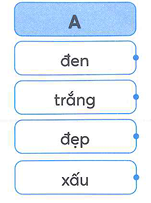 A
đen
trắng
đẹp
xấu